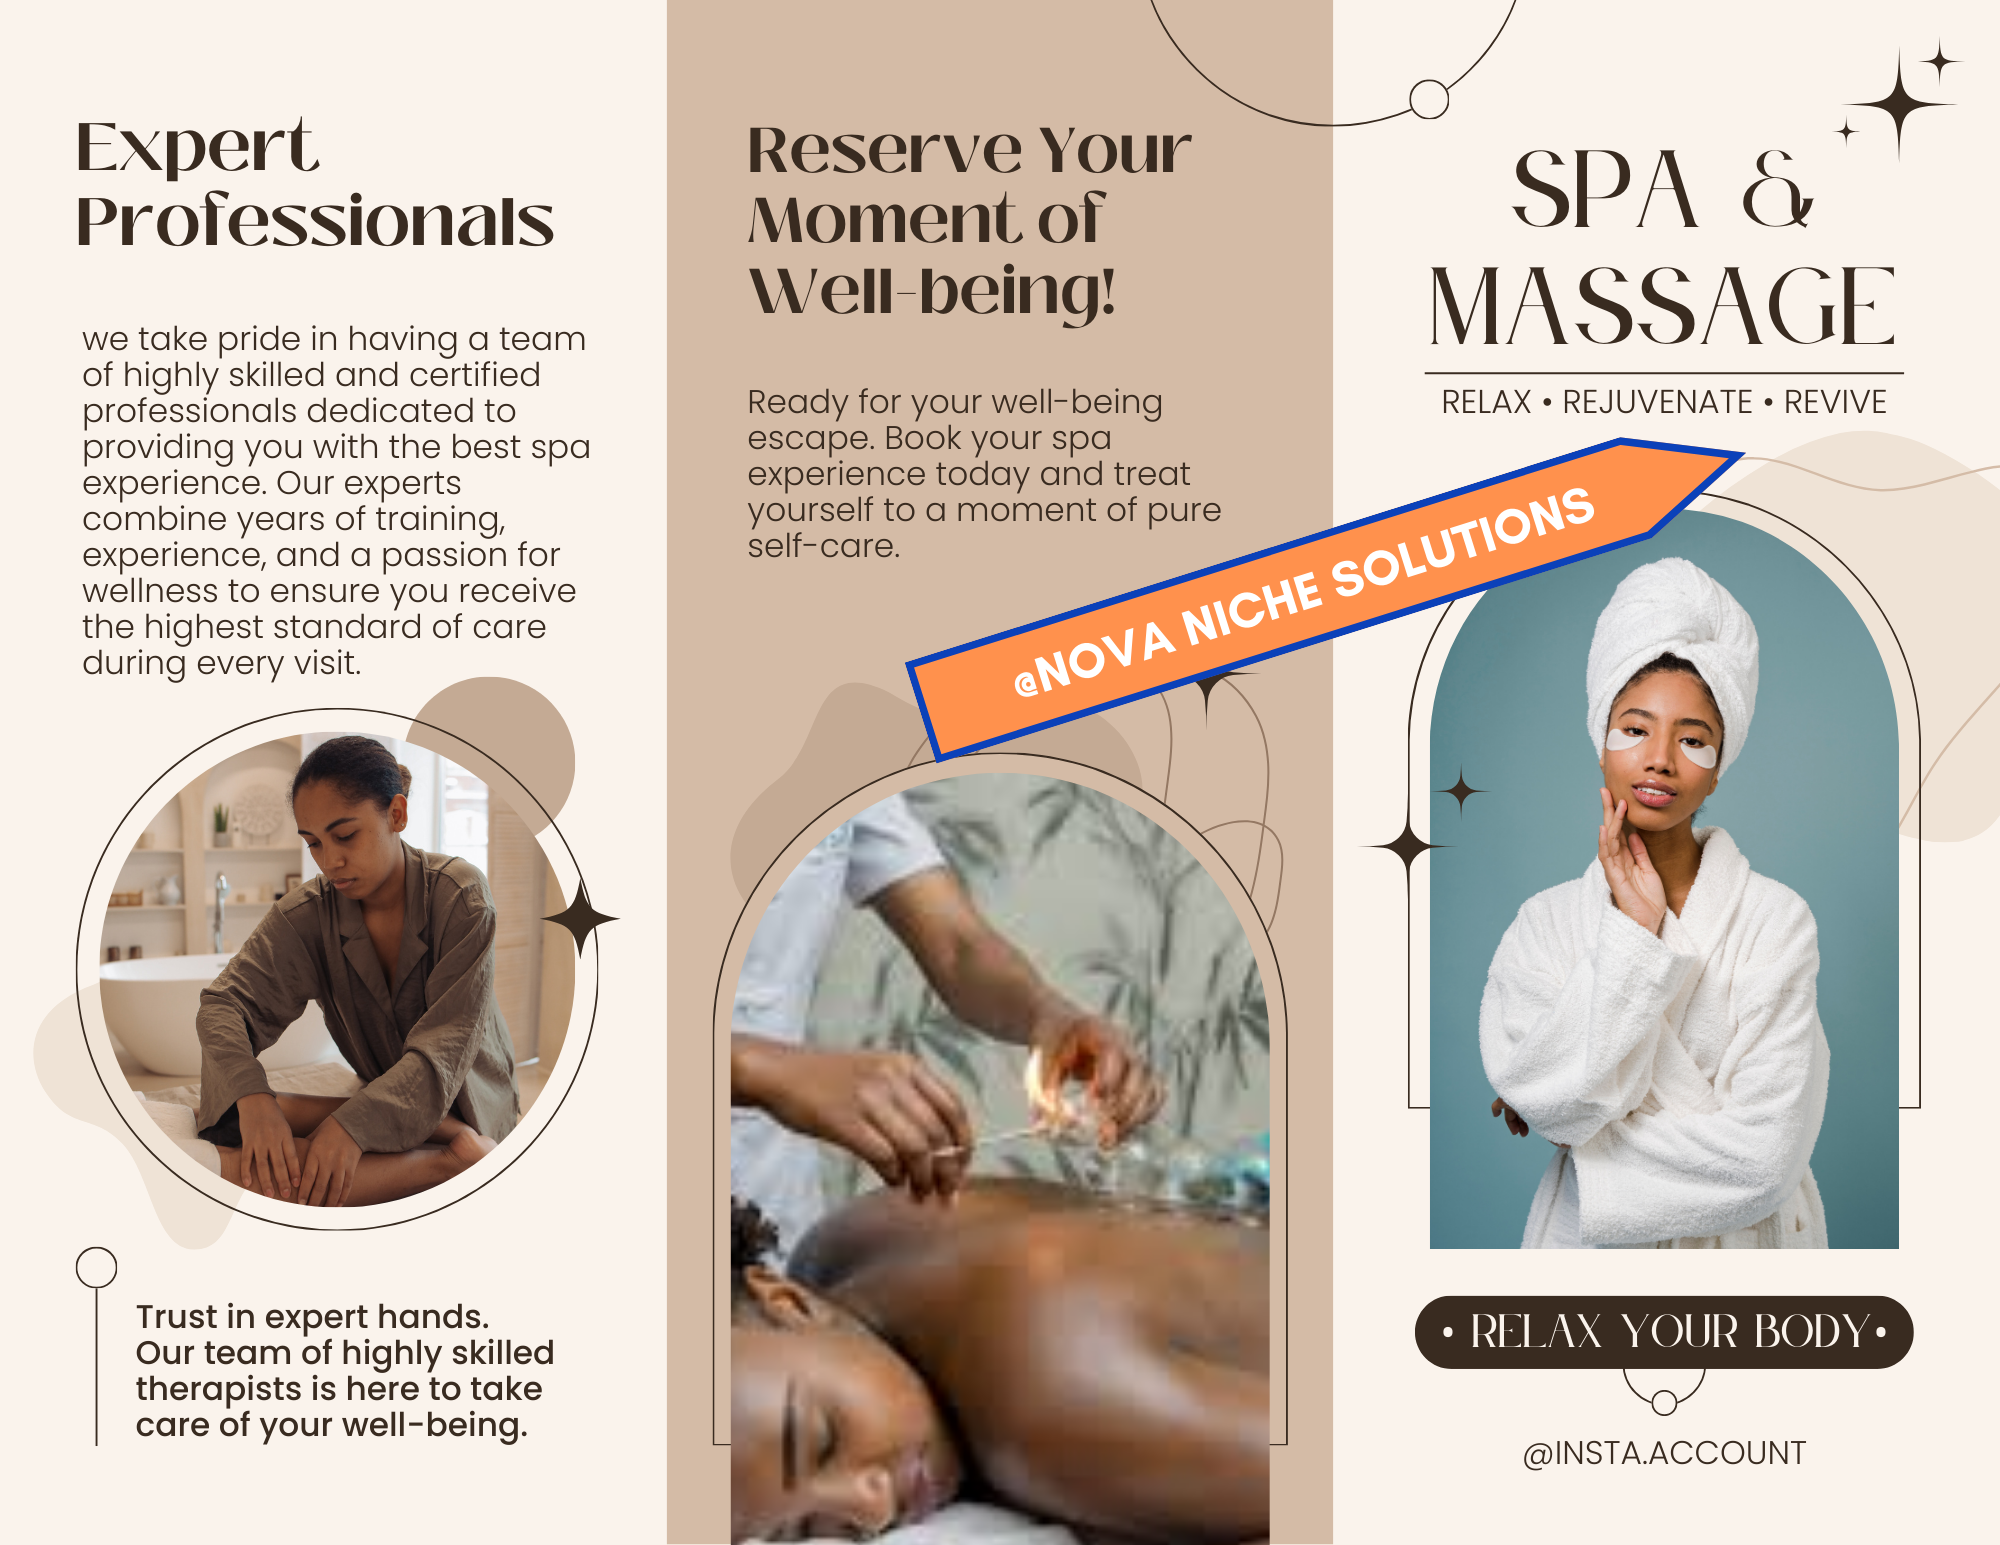 Expert
Professionals
we take pride in having a team
of highly skilled and certified
professionals dedicated to
providing you with the best spa
experience. Our experts
combine years of training,
experience, and a passion for
wellness to ensure you receive
the highest standard of care
during every visit.
Trust in expert hands.
Our team of highly skilled
therapists is here to take
care of your well-being.
Reserve Your
Moment of
Well-being!
Ready for your well-being
escape. Book your spa
experience today and treat
yourself to a moment of pure
self-care.
@NOVA NICHE SOLUTIONS
SPA &
MASSAGE
RELAX • REJUVENATE • REVIVE
• RELAX YOUR BODY•
@INSTA.ACCOUNT